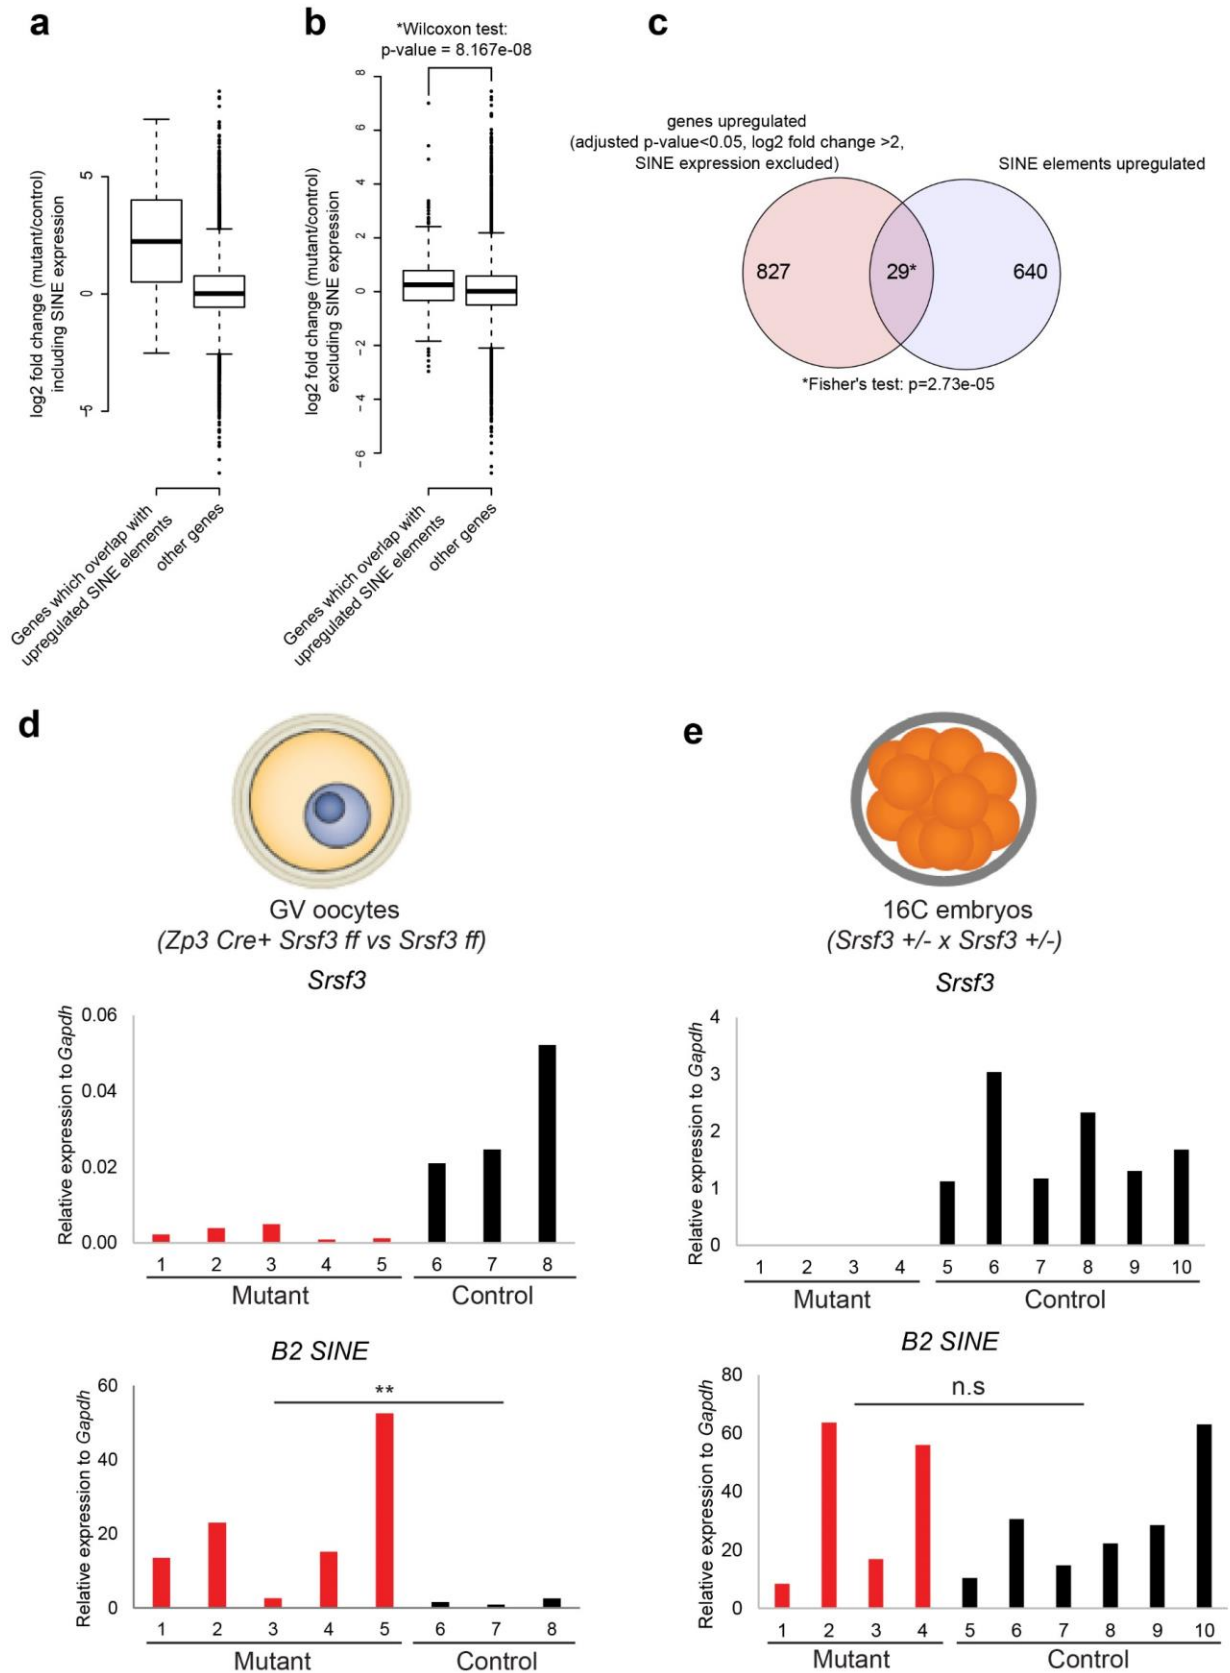 a
log2 fold change (mutant/control)
including SINE expression
5
0
−5
Genes which overlap with
upregulated SINE elements
other genes
b
*Wilcoxon test:
p-value = 8.167e-08
log2 fold change (mutant/control)
excluding SINE expression
8
6
4
2
0
−2
−4
−6
Genes which overlap with
upregulated SINE elements
other genes
c
genes upregulated
(adjusted p-value<0.05, log2 fold change >2,
SINE expression excluded)
SINE elements upregulated
827
29*
640
*Fisher's test: p=2.73e-05
d
GV oocytes
(Zp3 Cre+ Srsf3 ff vs Srsf3 ff)
Srsf3
Relative expression to Gapdh
0.06
0.04
0.02
0.00
1 2 3 4 5 6 7 8
Mutant Control
B2 SINE
**
Relative expression to Gapdh
60
40
20
0
1 2 3 4 5 6 7 8
Mutant Control
e
16C embryos
(Srsf3 +/- x Srsf3 +/-)
Srsf3
Relative expression to Gapdh
4
3
2
1
0
1 2 3 4 5 6 7 8 9 10
Mutant Control
B2 SINE
n.s
Relative expression to Gapdh
80
60
40
20
0
1 2 3 4 5 6 7 8 9 10
Mutant Control